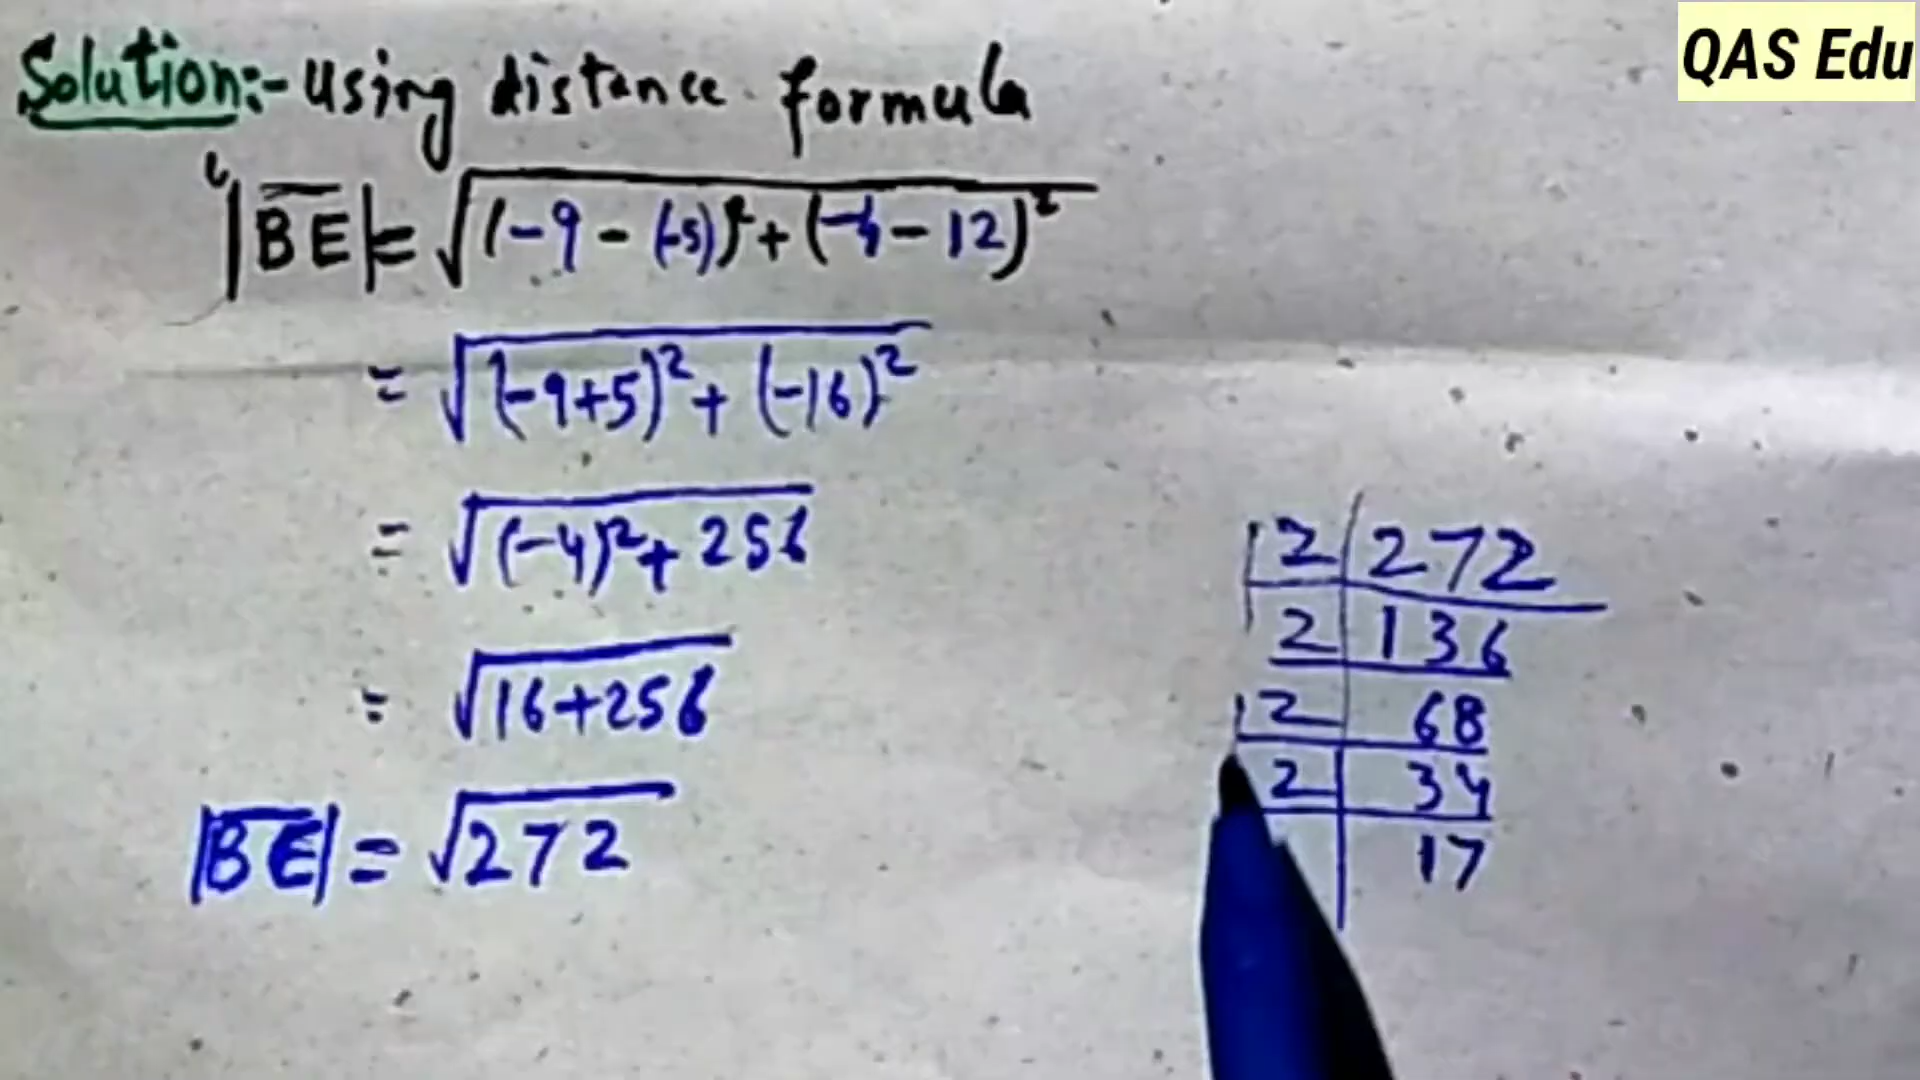 QAS Edu
Solution:- Using distance formula
|BE| = √(-9 - (-5))² + (-4 - 12)²
= √(-9+5)² + (-16)²
= √(-4)² + 256
= √16+256
|BE| = √272
2 | 272
2 | 136
2 | 68
2 | 34
17